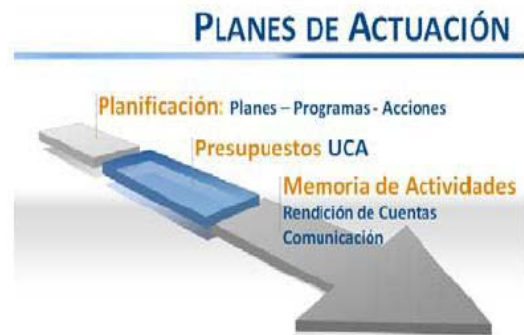 PLANES DE ACTUACIÓN
Planificación: Planes – Programas - Acciones
Presupuestos UCA
Memoria de Actividades
Rendición de Cuentas
Comunicación